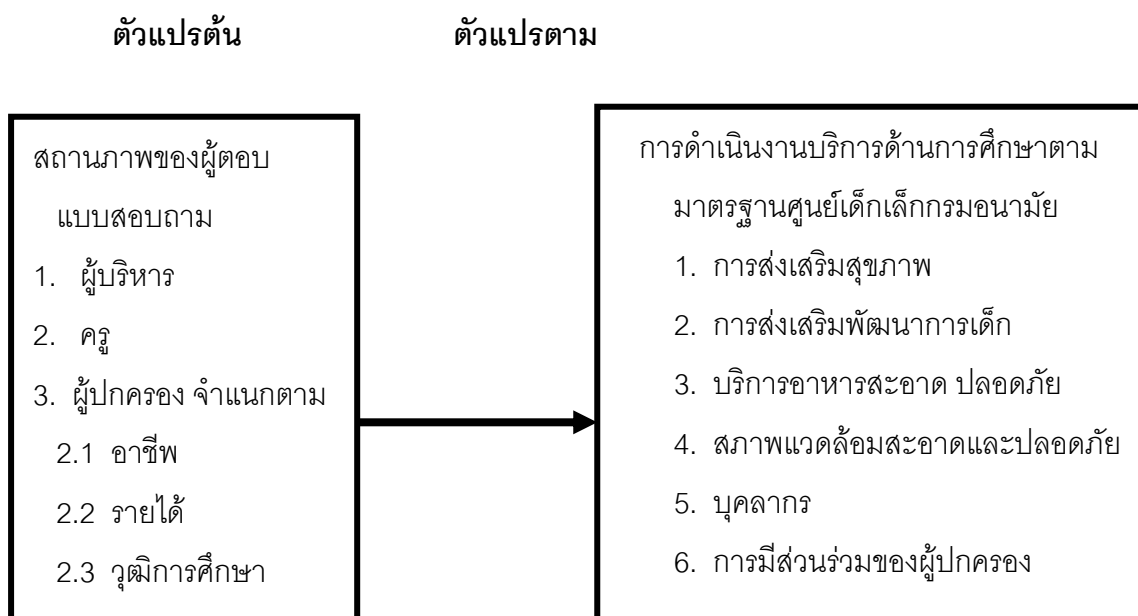 ตัวแปรต้น
ตัวแปรตาม
สถานภาพของผู้ตอบ
แบบสอบถาม
1. ผู้บริหาร
2. ครู
3. ผู้ปกครอง จำแนกตาม
2.1 อาชีพ
2.2 รายได้
2.3 วุฒิการศึกษา
การดำเนินงานบริการด้านการศึกษาตาม
มาตรฐานศูนย์เด็กเล็กกรมอนามัย
1. การส่งเสริมสุขภาพ
2. การส่งเสริมพัฒนาการเด็ก
3. บริการอาหารสะอาด ปลอดภัย
4. สภาพแวดล้อมสะอาดและปลอดภัย
5. บุคลากร
6. การมีส่วนร่วมของผู้ปกครอง